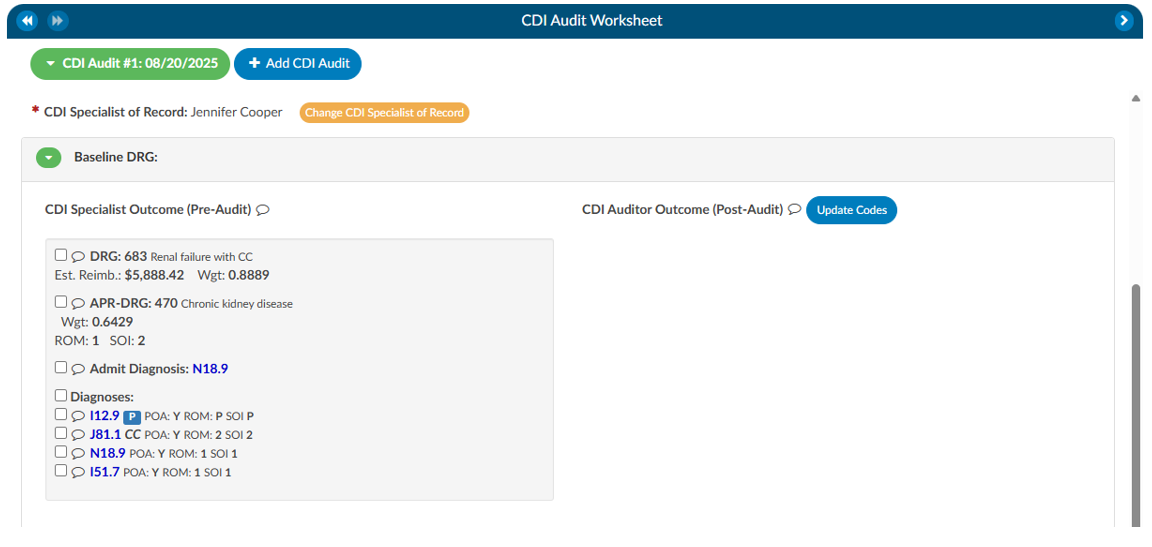 CDI Audit Worksheet
CDI Audit #1: 08/20/2025 + Add CDI Audit
* CDI Specialist of Record: Jennifer Cooper Change CDI Specialist of Record
Baseline DRG:
CDI Specialist Outcome (Pre-Audit) CDI Auditor Outcome (Post-Audit) Update Codes
DRG: 683 Renal failure with CC
Est. Reimb.: $5,888.42 Wgt: 0.8889
APR-DRG: 470 Chronic kidney disease
Wgt: 0.6429
ROM: 1 SOI: 2
Admit Diagnosis: N18.9
Diagnoses:
I12.9 P POA: Y ROM: P SOI P
J81.1 CC POA: Y ROM: 2 SOI 2
N18.9 POA: Y ROM: 1 SOI 1
I51.7 POA: Y ROM: 1 SOI 1